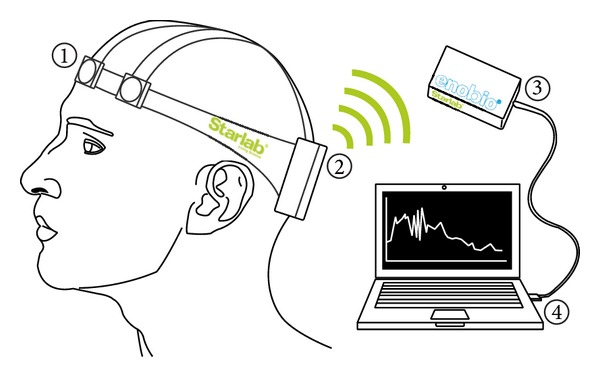 ①
Starlab®
②
enobio®
Starlab®
③
④